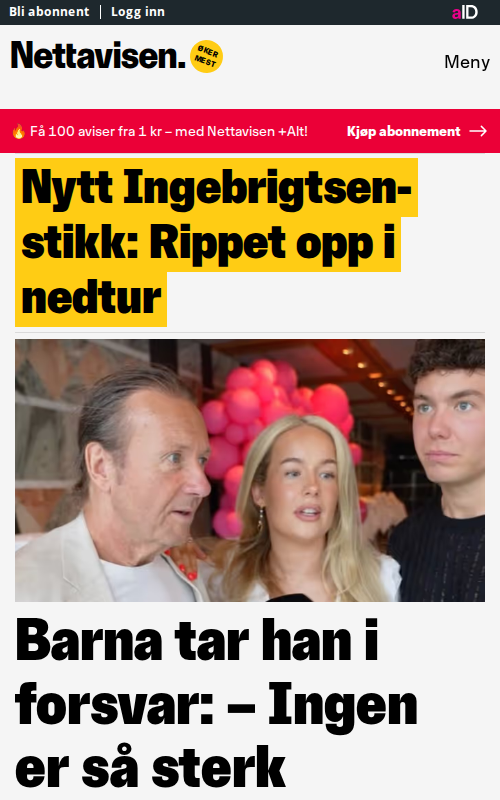 Bli abonnent | Logg inn
aID
Nettavisen.
ØKER
MEST
Meny
🔥 Få 100 aviser fra 1 kr – med Nettavisen +Alt!
Kjøp abonnement →
Nytt Ingebrigtsen-
stikk: Rippet opp i
nedtur
Barna tar han i
forsvar: – Ingen
er så sterk